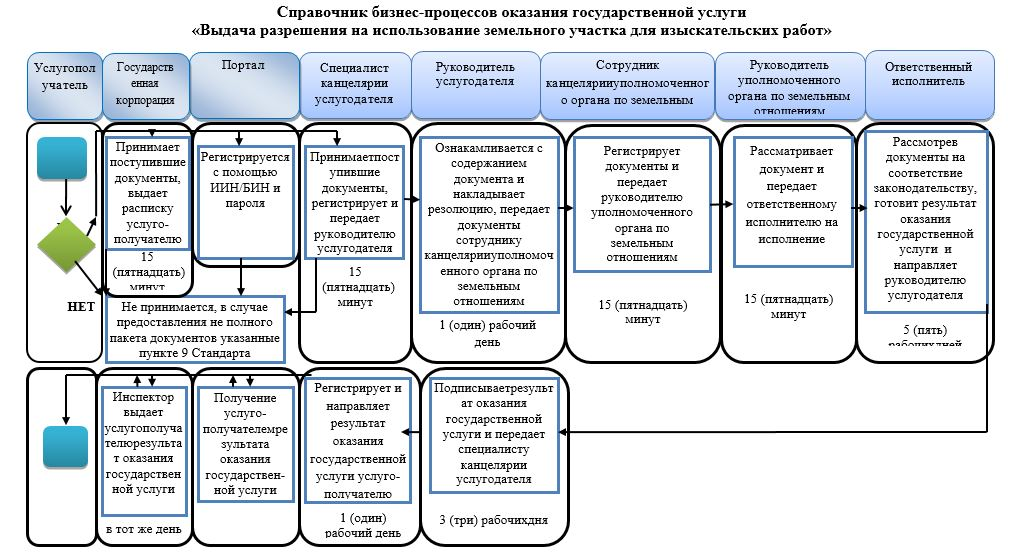 Справочник бизнес-процессов оказания государственной услуги
«Выдача разрешения на использование земельного участка для изыскательских работ»
Услугопол
учатель
Государств
енная
корпорация
Портал
Специалист
канцелярии
услугодателя
Руководитель
услугодателя
Сотрудник
канцелярииуполномоченног
о органа по земельным
Руководитель
уполномоченного
органа по земельным
отношениям
Ответственный
исполнитель
НЕТ
Принимает
поступившие
документы,
выдает
расписку
услуго-
получателю
15
(пятнадцать)
минут
Регистрируется
с помощью
ИИН/БИН и
пароля
Принимаетпост
упившие
документы,
регистрирует и
передает
руководителю
услугодателя
15
(пятнадцать)
минут
Не принимается, в случае
предоставления не полного
пакета документов указанные
пункте 9 Стандарта
Ознакамливается с
содержанием
документа и
накладывает
резолюцию, передает
документы
сотруднику
канцелярииуполномоч
енного органа по
земельным
отношениям
1 (один) рабочий
день
Регистрирует
документы и
передает
руководителю
уполномоченного
органа по
земельным
отношениям
15 (пятнадцать)
минут
Рассматривает
документ и
передает
ответственному
исполнителю на
исполнение
15 (пятнадцать)
минут
Рассмотрев
документы на
соответствие
законодательству,
готовит результат
оказания
государственной
услуги и
направляет
руководителю
услугодателя
5 (пять)
рабочихдней
Инспектор
выдает
услугополуча
телюрезульта
т оказания
государствен
ной услуги
в тот же день
Получение
услуго-
получателемре
зультата
оказания
государствен-
ной услуги
Регистрирует и
направляет
результат
оказания
государственной
услуги услуго-
получателю
1 (один)
рабочий день
Подписываетрезульт
ат оказания
государственной
услуги и передает
специалисту
канцелярии
услугодателя
3 (три) рабочихдня